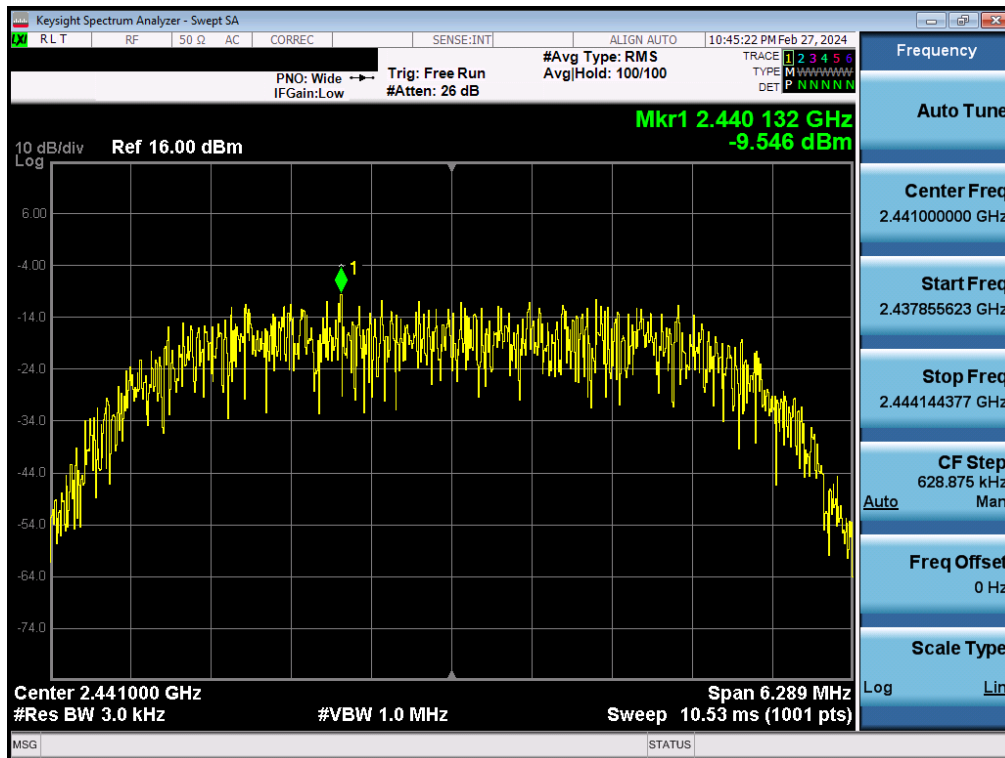 Keysight Spectrum Analyzer - Swept SA
LXI RLT RF 50 Ω AC CORREC SENSE:INT ALIGN AUTO 10:45:22 PM Feb 27, 2024
#Avg Type: RMS TRACE 1 2 3 4 5 6
PNO: Wide Trig: Free Run Avg|Hold: 100/100 TYPE M WWWWW
IFGain:Low #Atten: 26 dB DET P N N N N N
Mkr1 2.440 132 GHz
-9.546 dBm
10 dB/div Ref 16.00 dBm
Log
6.00
1
-4.00
-14.0
-24.0
-34.0
-44.0
-54.0
-64.0
-74.0
Center 2.441000 GHz Span 6.289 MHz
#Res BW 3.0 kHz #VBW 1.0 MHz Sweep 10.53 ms (1001 pts)
MSG STATUS
Frequency
Auto Tune
Center Freq
2.441000000 GHz
Start Freq
2.437855623 GHz
Stop Freq
2.444144377 GHz
CF Step
628.875 kHz
Auto Man
Freq Offset
0 Hz
Scale Type
Log Lin